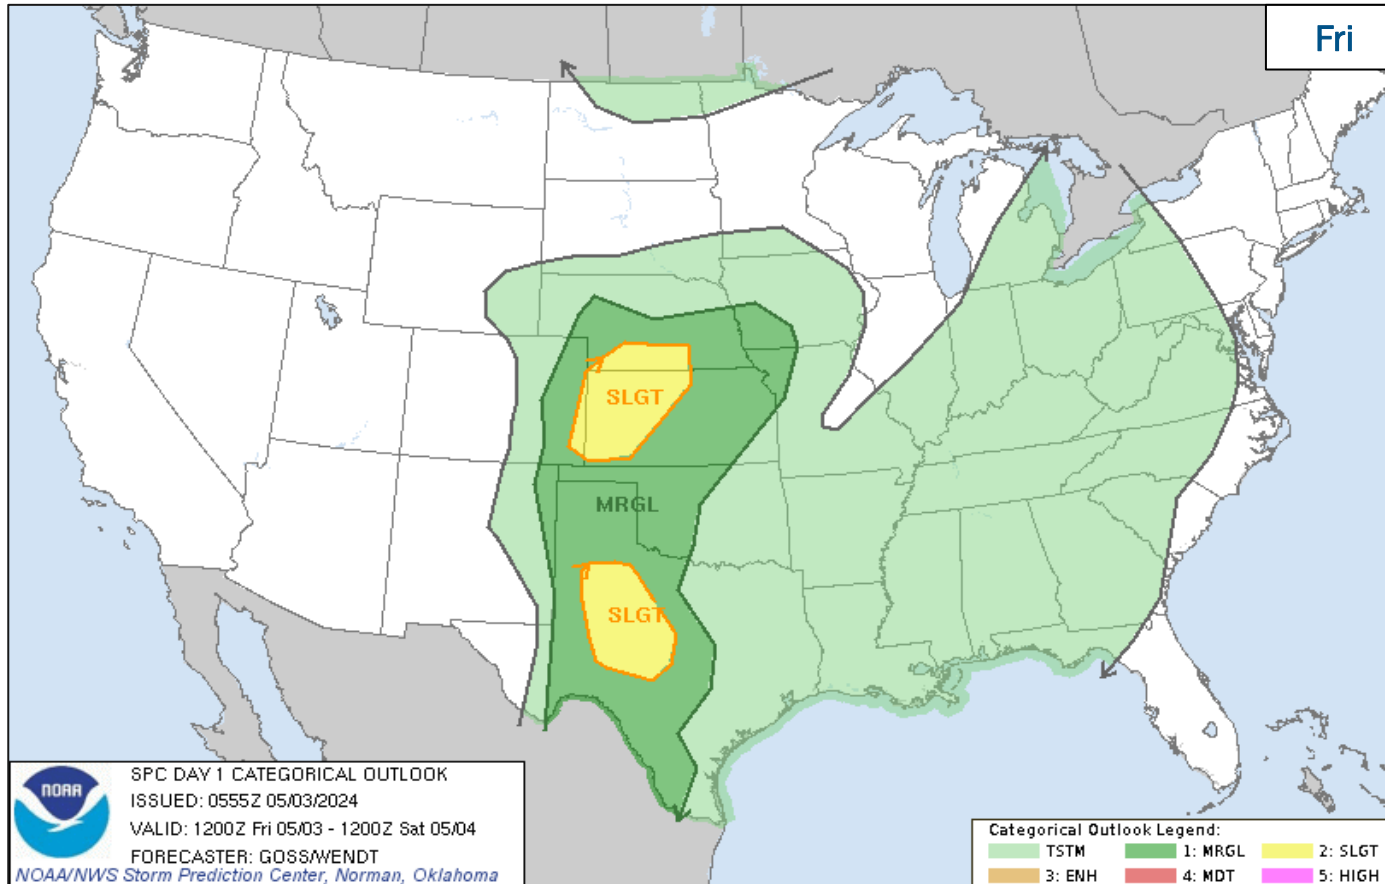 Fri
SLGT
MRGL
SLGT
NOAA
SPC DAY 1 CATEGORICAL OUTLOOK
ISSUED: 0555Z 05/03/2024
VALID: 1200Z Fri 05/03 - 1200Z Sat 05/04
FORECASTER: GOSS/WENDT
NOAA/NWS Storm Prediction Center, Norman, Oklahoma
Categorical Outlook Legend:
TSTM 1: MRGL 2: SLGT
3: ENH 4: MDT 5: HIGH